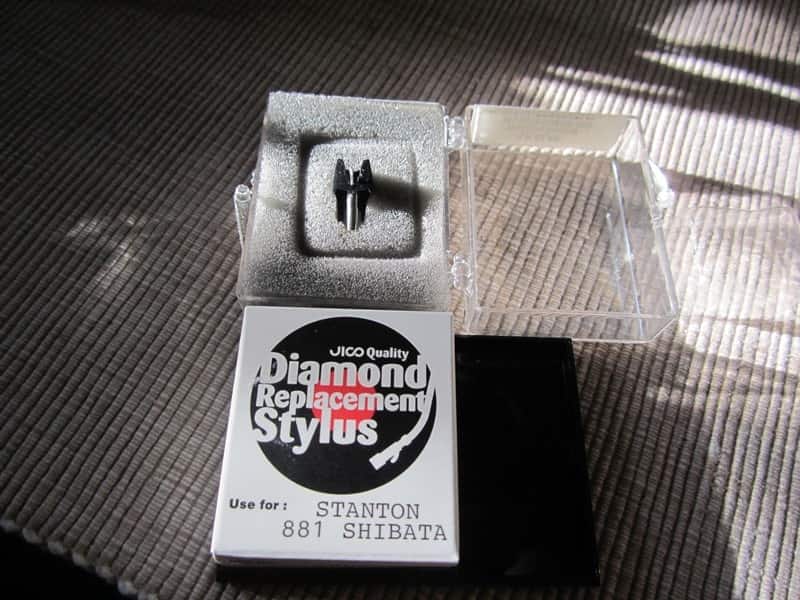 JICO Quality
Diamond
Replacement
Stylus
Use for :
STANTON
881 SHIBATA